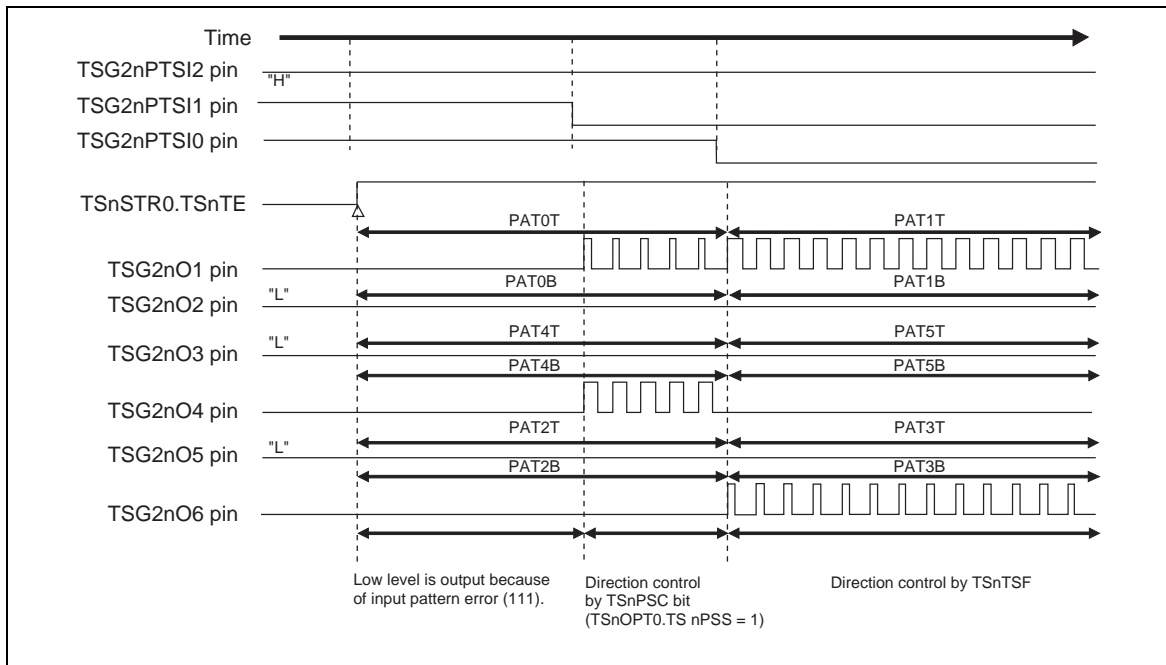 Time
TSG2nPTSI2 pin
"H"
TSG2nPTSI1 pin
TSG2nPTSI0 pin
TSnSTR0.TSnTE
PAT0T PAT1T
TSG2nO1 pin
PAT0B PAT1B
"L"
TSG2nO2 pin
PAT4T PAT5T
"L"
TSG2nO3 pin
PAT4B PAT5B
TSG2nO4 pin
PAT2T PAT3T
"L"
TSG2nO5 pin
PAT2B PAT3B
TSG2nO6 pin
Low level is output because
of input pattern error (111).
Direction control
by TSnPSC bit
(TSnOPT0.TS nPSS = 1)
Direction control by TSnTSF